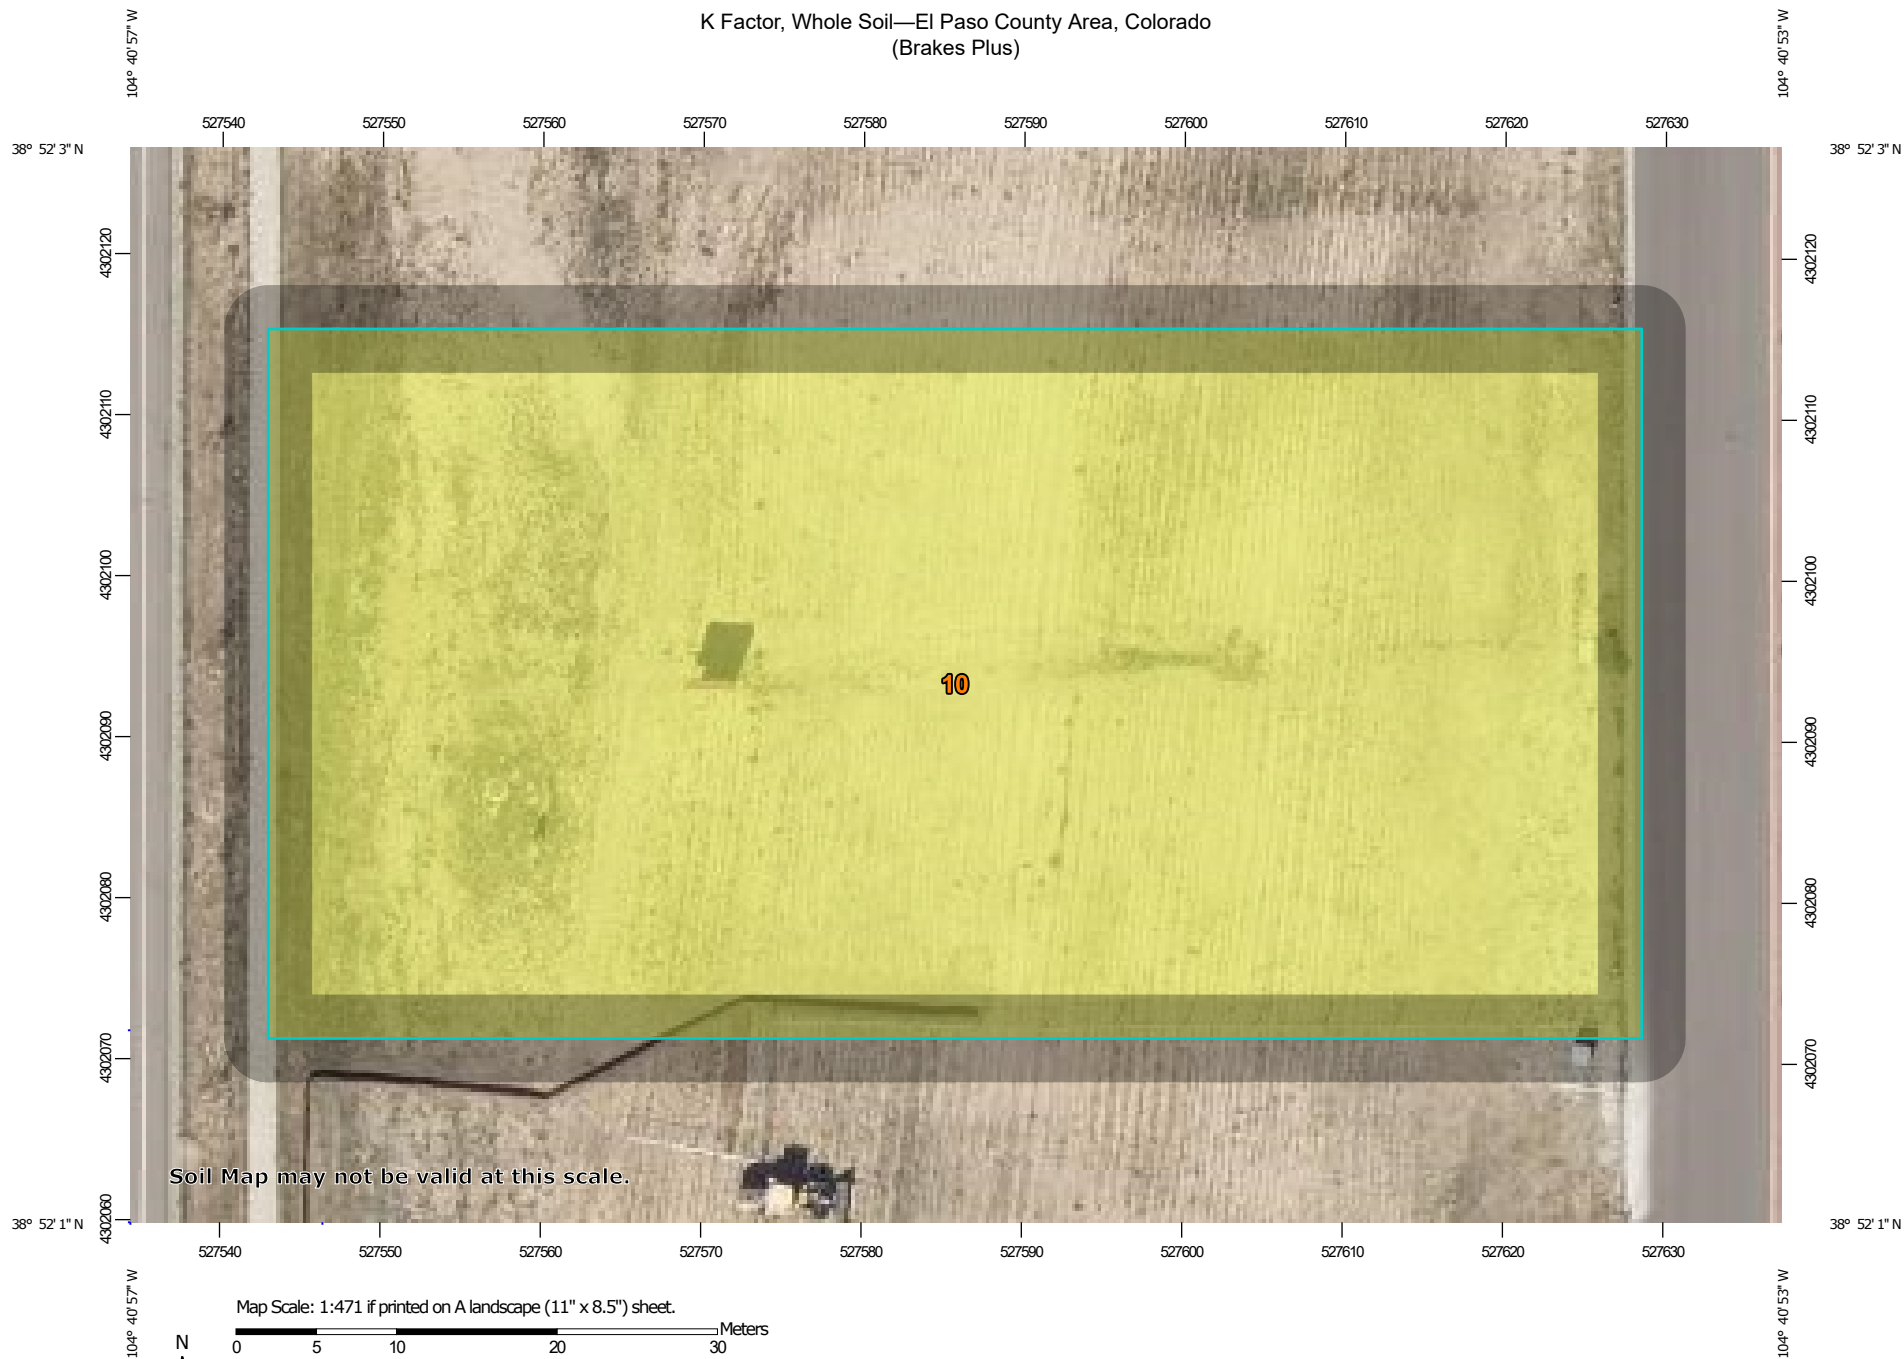 K Factor, Whole Soil—El Paso County Area, Colorado
(Brakes Plus)
104° 40' 57" W
104° 40' 53" W
527540 527550 527560 527570 527580 527590 527600 527610 527620 527630
38° 52' 3" N
38° 52' 3" N
4302120
4302120
4302110
4302110
4302100
4302100
10
4302090
4302090
4302080
4302080
4302070
4302070
Soil Map may not be valid at this scale.
4302060
38° 52' 1" N
38° 52' 1" N
527540 527550 527560 527570 527580 527590 527600 527610 527620 527630
104° 40' 57" W
104° 40' 53" W
Map Scale: 1:471 if printed on A landscape (11" x 8.5") sheet.
Meters
N
0 5 10 20 30